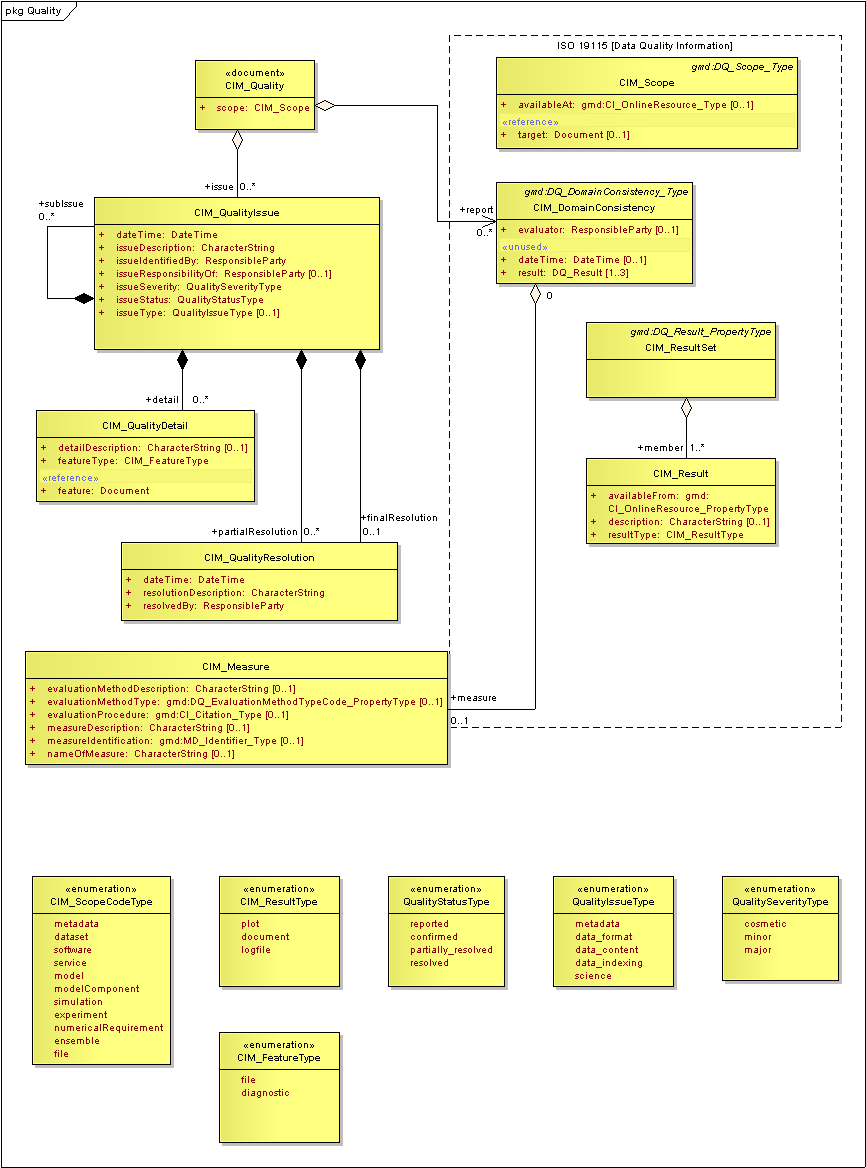 pkg Quality
ISO 19115 [Data Quality Information]
«document»
CIM_Quality
+ scope: CIM_Scope
gmd:DQ_Scope_Type
CIM_Scope
+ availableAt: gmd:CI_OnlineResource_Type [0..1]
«reference»
+ target: Document [0..1]
+issue 0..*
+subIssue
0..*
CIM_QualityIssue
+ dateTime: DateTime
+ issueDescription: CharacterString
+ issueIdentifiedBy: ResponsibleParty
+ issueResponsibilityOf: ResponsibleParty [0..1]
+ issueSeverity: QualitySeverityType
+ issueStatus: QualityStatusType
+ issueType: QualityIssueType [0..1]
+report
0..*
gmd:DQ_DomainConsistency_Type
CIM_DomainConsistency
+ evaluator: ResponsibleParty [0..1]
«unused»
+ dateTime: DateTime [0..1]
+ result: DQ_Result [1..3]
0
gmd:DQ_Result_PropertyType
CIM_ResultSet
+member 1..*
CIM_Result
+ availableFrom: gmd:
CI_OnlineResource_PropertyType
+ description: CharacterString [0..1]
+ resultType: CIM_ResultType
+detail 0..*
CIM_QualityDetail
+ detailDescription: CharacterString [0..1]
+ featureType: CIM_FeatureType
«reference»
+ feature: Document
+partialResolution 0..*
+finalResolution
0..1
CIM_QualityResolution
+ dateTime: DateTime
+ resolutionDescription: CharacterString
+ resolvedBy: ResponsibleParty
CIM_Measure
+ evaluationMethodDescription: CharacterString [0..1]
+ evaluationMethodType: gmd:DQ_EvaluationMethodTypeCode_PropertyType [0..1]
+ evaluationProcedure: gmd:CI_Citation_Type [0..1]
+ measureDescription: CharacterString [0..1]
+ measureIdentification: gmd:MD_Identifier_Type [0..1]
+ nameOfMeasure: CharacterString [0..1]
+measure
0..1
«enumeration»
CIM_ScopeCodeType
metadata
dataset
software
service
model
modelComponent
simulation
experiment
numericalRequirement
ensemble
file
«enumeration»
CIM_ResultType
plot
document
logfile
«enumeration»
QualityStatusType
reported
confirmed
partially_resolved
resolved
«enumeration»
QualityIssueType
metadata
data_format
data_content
data_indexing
science
«enumeration»
QualitySeverityType
cosmetic
minor
major
«enumeration»
CIM_FeatureType
file
diagnostic